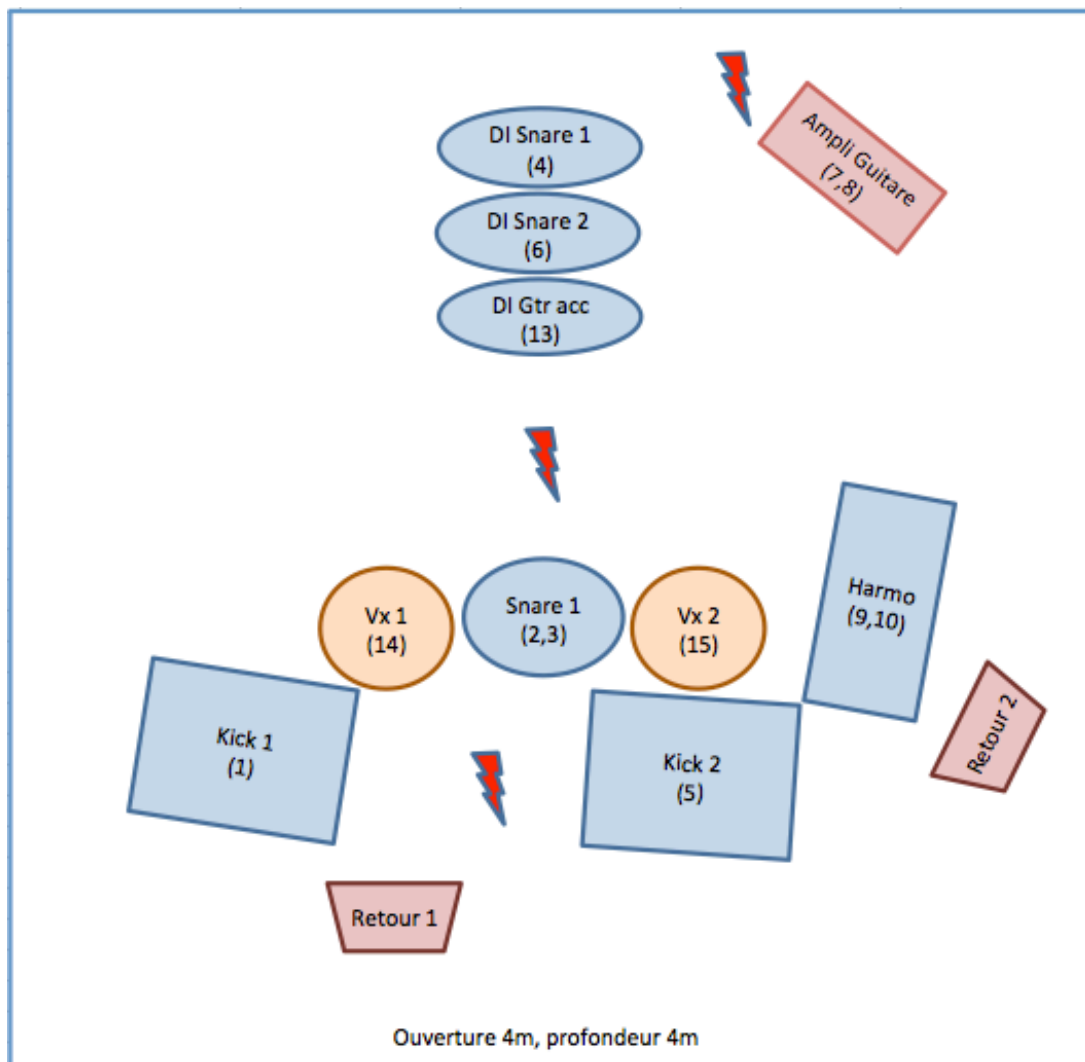 DI Snare 1
(4)
Ampli Guitare
(7,8)
DI Snare 2
(6)
DI Gtr acc
(13)
Vx 1
(14)
Snare 1
(2,3)
Vx 2
(15)
Harmo
(9,10)
Kick 1
(1)
Kick 2
(5)
Retour 2
Retour 1
Ouverture 4m, profondeur 4m